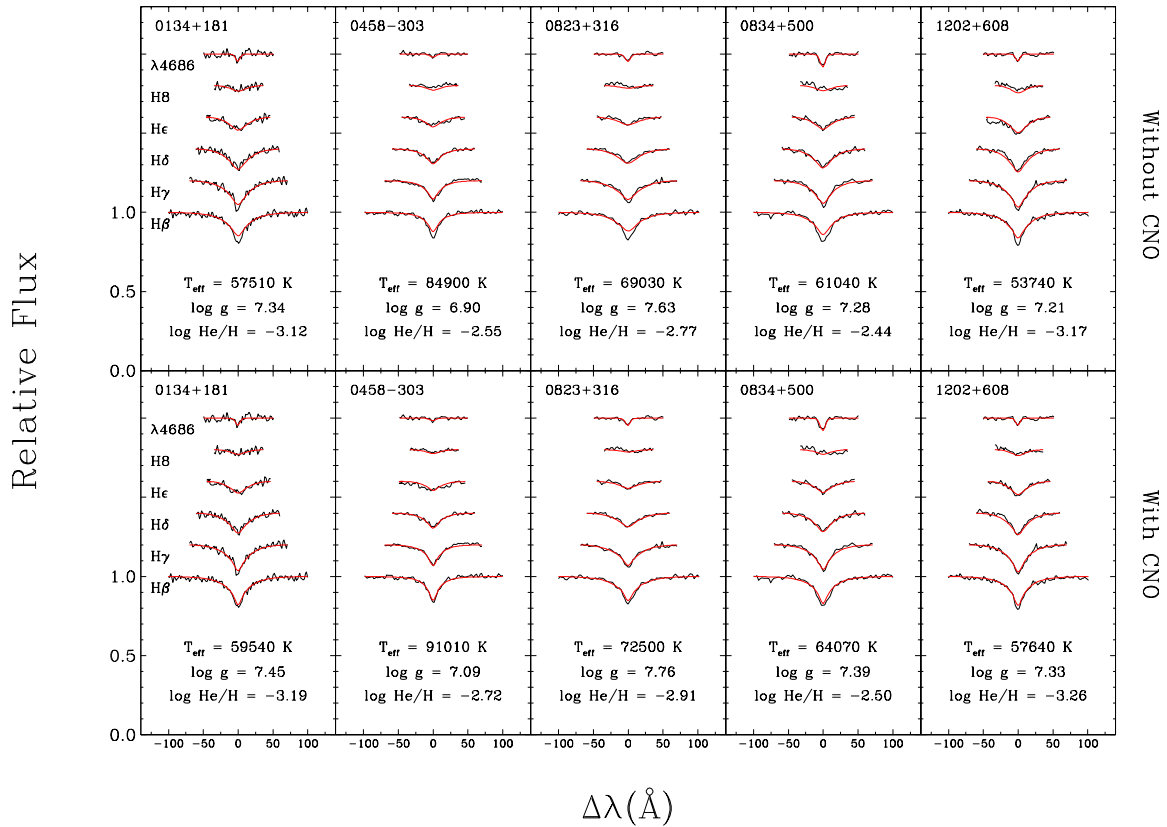 0134+181
0458−303
0823+316
0834+500
1202+608
λ4686
H8
Hε
Hδ
Hγ
Hβ
1.0
0.5
0.0
T_eff = 57510 K
log g = 7.34
log He/H = −3.12
T_eff = 84900 K
log g = 6.90
log He/H = −2.55
T_eff = 69030 K
log g = 7.63
log He/H = −2.77
T_eff = 61040 K
log g = 7.28
log He/H = −2.44
T_eff = 53740 K
log g = 7.21
log He/H = −3.17
Without CNO
Relative Flux
0134+181
0458−303
0823+316
0834+500
1202+608
λ4686
H8
Hε
Hδ
Hγ
Hβ
1.0
0.5
0.0
T_eff = 59540 K
log g = 7.45
log He/H = −3.19
T_eff = 91010 K
log g = 7.09
log He/H = −2.72
T_eff = 72500 K
log g = 7.76
log He/H = −2.91
T_eff = 64070 K
log g = 7.39
log He/H = −2.50
T_eff = 57640 K
log g = 7.33
log He/H = −3.26
With CNO
-100 -50 0 50 100
-100 -50 0 50 100
-100 -50 0 50 100
-100 -50 0 50 100
-100 -50 0 50 100
Δλ(Å)